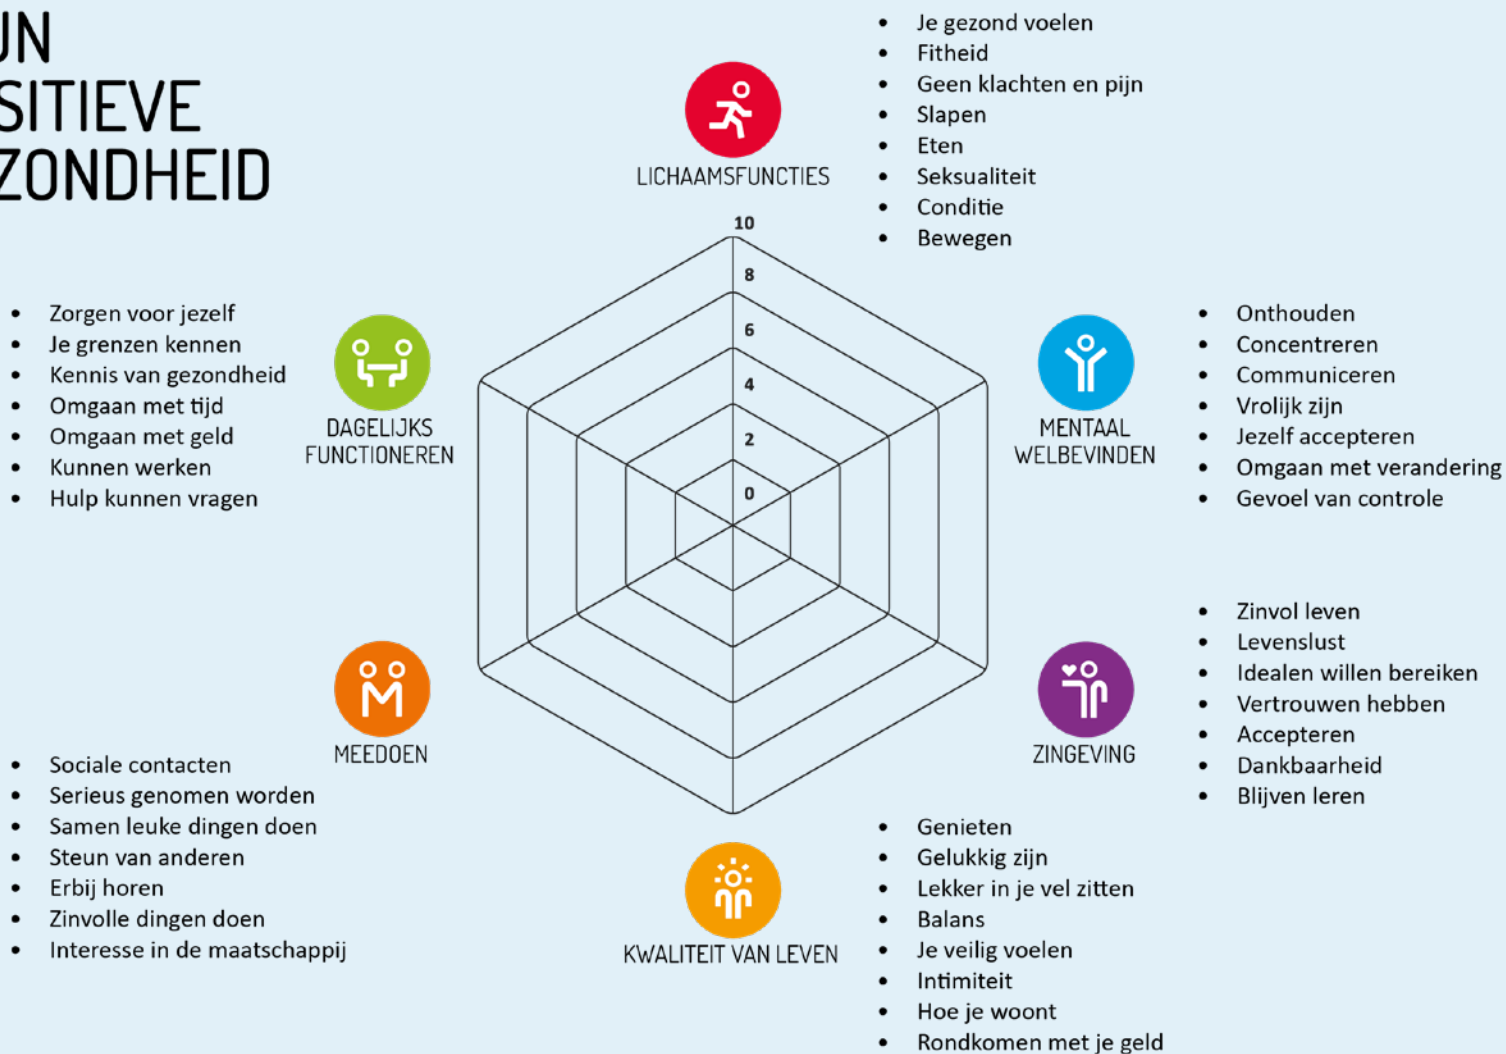 JN
SITIEVE
ZONDHEID
LICHAAMSFUNCTIES
• Je gezond voelen
• Fitheid
• Geen klachten en pijn
• Slapen
• Eten
• Seksualiteit
• Conditie
• Bewegen
10
8
6
4
2
0
• Zorgen voor jezelf
• Je grenzen kennen
• Kennis van gezondheid
• Omgaan met tijd
• Omgaan met geld
• Kunnen werken
• Hulp kunnen vragen
DAGELIJKS
FUNCTIONEREN
MENTAAL
WELBEVINDEN
• Onthouden
• Concentreren
• Communiceren
• Vrolijk zijn
• Jezelf accepteren
• Omgaan met verandering
• Gevoel van controle
MEEDOEN
• Sociale contacten
• Serieus genomen worden
• Samen leuke dingen doen
• Steun van anderen
• Erbij horen
• Zinvolle dingen doen
• Interesse in de maatschappij
ZINGEVING
• Zinvol leven
• Levenslust
• Idealen willen bereiken
• Vertrouwen hebben
• Accepteren
• Dankbaarheid
• Blijven leren
KWALITEIT VAN LEVEN
• Genieten
• Gelukkig zijn
• Lekker in je vel zitten
• Balans
• Je veilig voelen
• Intimiteit
• Hoe je woont
• Rondkomen met je geld